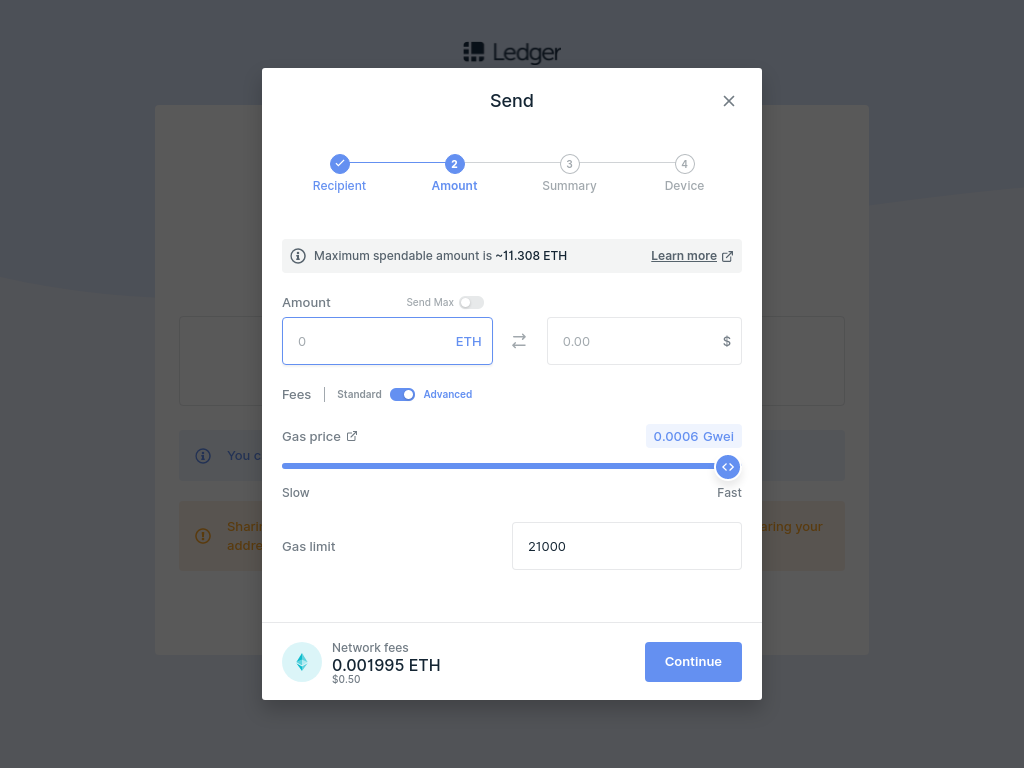 Ledger
Send
2
3
4
Recipient
Amount
Summary
Device
Maximum spendable amount is ~11.308 ETH
Learn more
Amount
Send Max
0
ETH
0.00
$
Fees
Standard
Advanced
Gas price
0.0006 Gwei
You c
Slow
Fast
Sharin
aring your
addre
Gas limit
21000
Network fees
0.001995 ETH
$0.50
Continue